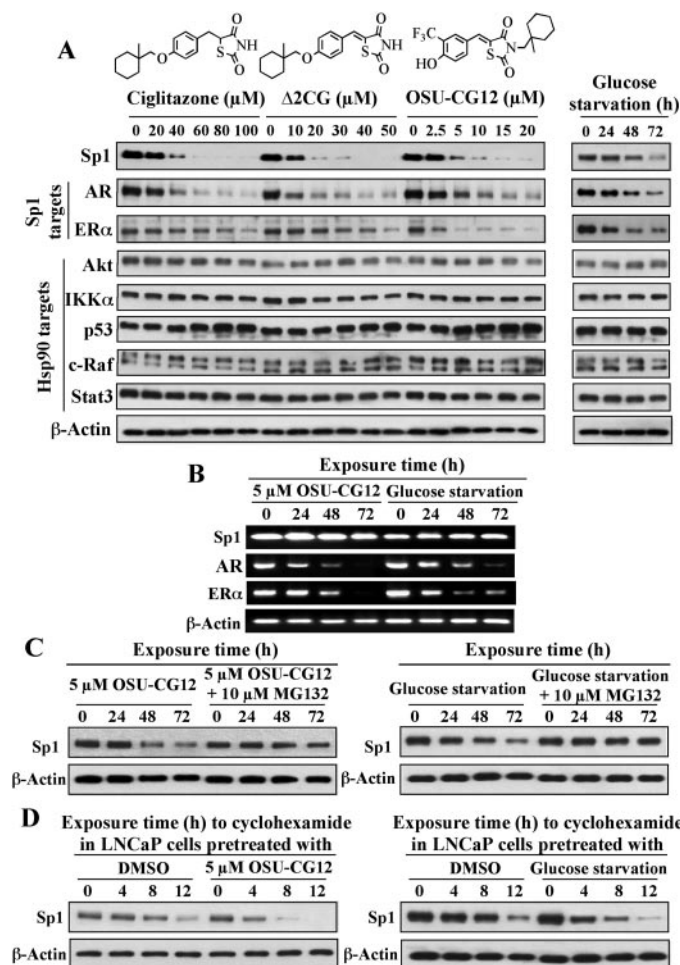 A
O
NH
S
O
O
O
NH
S
O
O
F3C
HO
O
N
S
O
Ciglitazone (µM) Δ2CG (µM) OSU-CG12 (µM) Glucose starvation (h)
0 20 40 60 80 100 0 10 20 30 40 50 0 2.5 5 10 15 20 0 24 48 72
Sp1
Sp1 targets
AR
ERα
Hsp90 targets
Akt
IKKα
p53
c-Raf
Stat3
β-Actin
B
Exposure time (h)
5 µM OSU-CG12 Glucose starvation
0 24 48 72 0 24 48 72
Sp1
AR
ERα
β-Actin
C
Exposure time (h)
5 µM OSU-CG12 5 µM OSU-CG12
+ 10 µM MG132
0 24 48 72 0 24 48 72
Sp1
β-Actin
Exposure time (h)
Glucose starvation Glucose starvation
+ 10 µM MG132
0 24 48 72 0 24 48 72
Sp1
β-Actin
D
Exposure time (h) to cyclohexamide
in LNCaP cells pretreated with
DMSO 5 µM OSU-CG12
0 4 8 12 0 4 8 12
Sp1
β-Actin
Exposure time (h) to cyclohexamide
in LNCaP cells pretreated with
DMSO Glucose starvation
0 4 8 12 0 4 8 12
Sp1
β-Actin